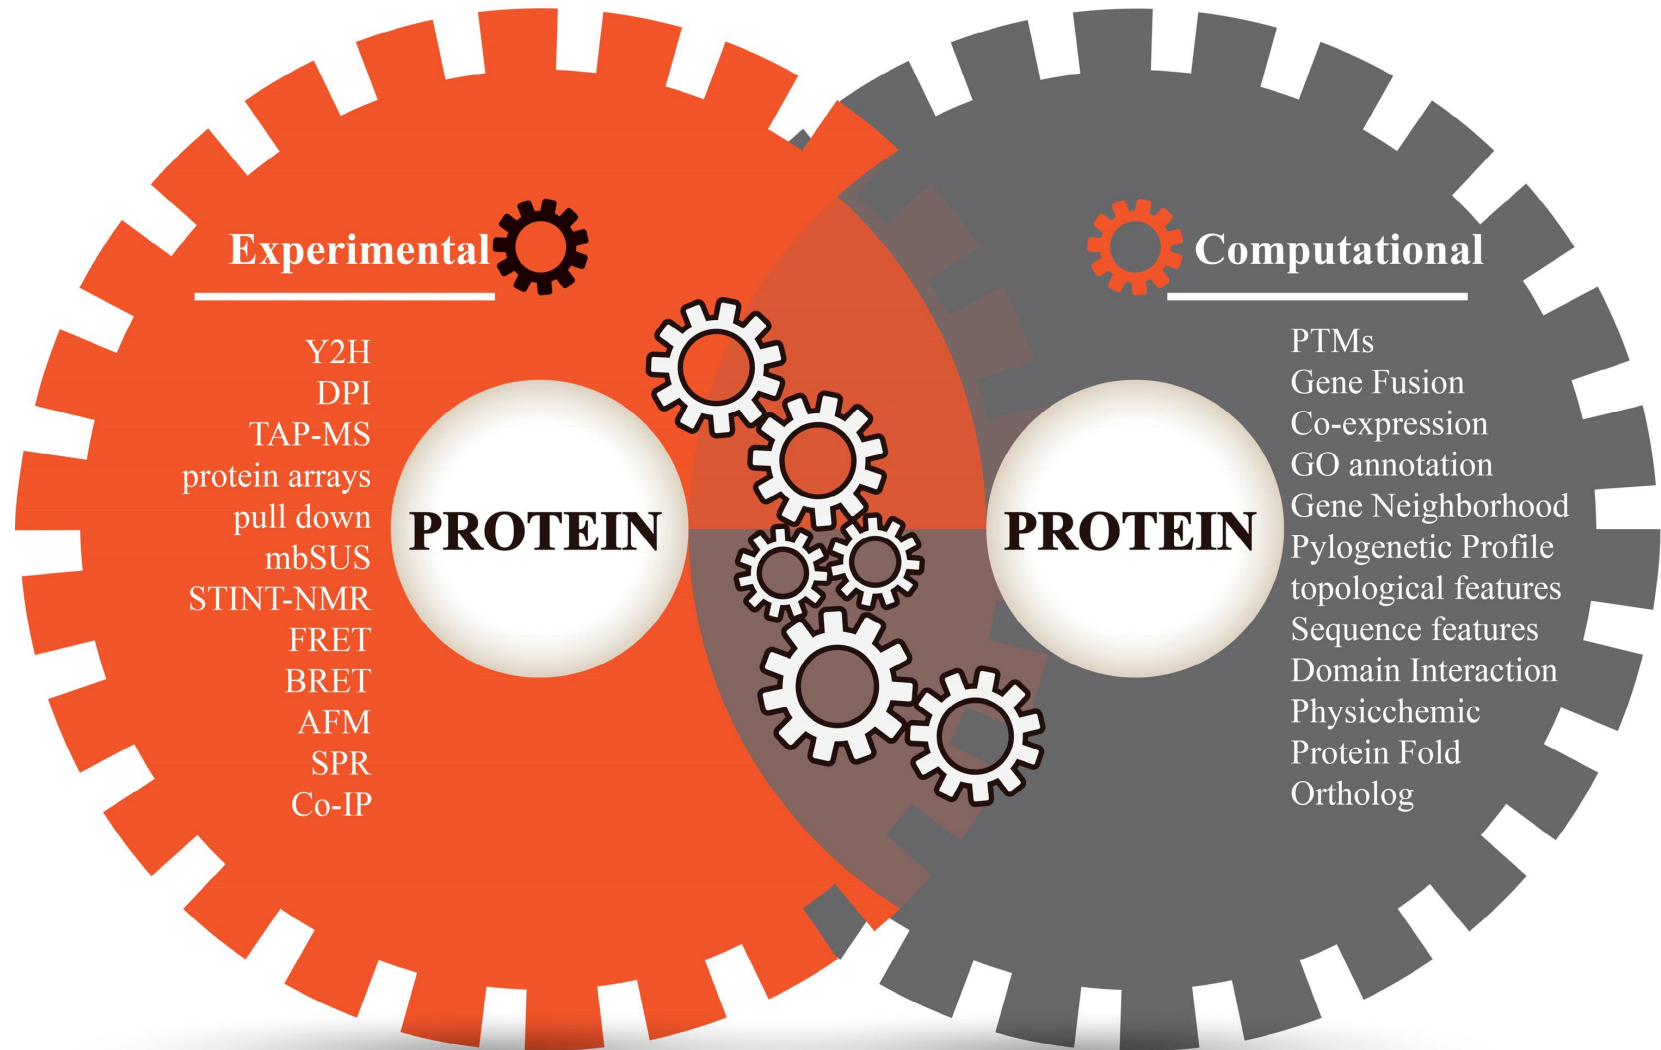 Experimental
Y2H
DPI
TAP-MS
protein arrays
pull down
mbSUS
STINT-NMR
FRET
BRET
AFM
SPR
Co-IP
PROTEIN
PROTEIN
Computational
PTMs
Gene Fusion
Co-expression
GO annotation
Gene Neighborhood
Pylogenetic Profile
topological features
Sequence features
Domain Interaction
Physicchemic
Protein Fold
Ortholog